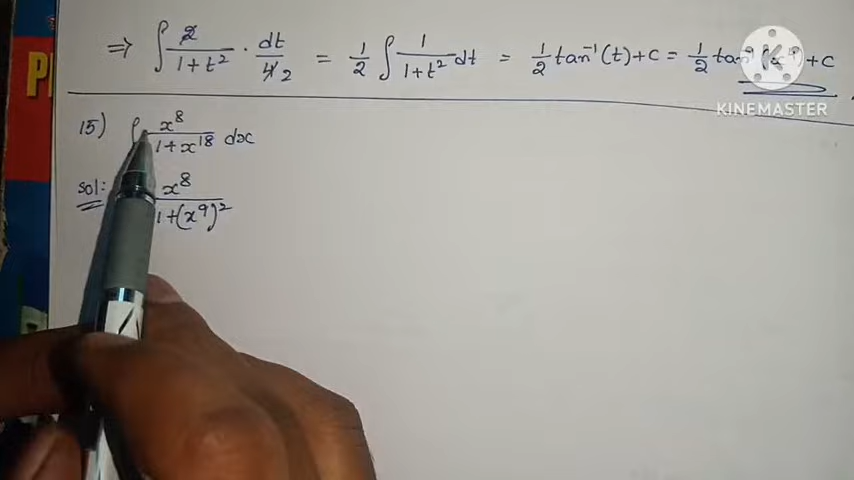 ⇒ ∫ 2/(1+t²) · dt/4 2 = 1/2 ∫ 1/(1+t²) dt = 1/2 tan⁻¹(t)+c = 1/2 tan +c
KINEMASTER
15) ∫ x⁸/(1+x¹⁸) dx
Sol: x⁸/(1+(x⁹)²)
P